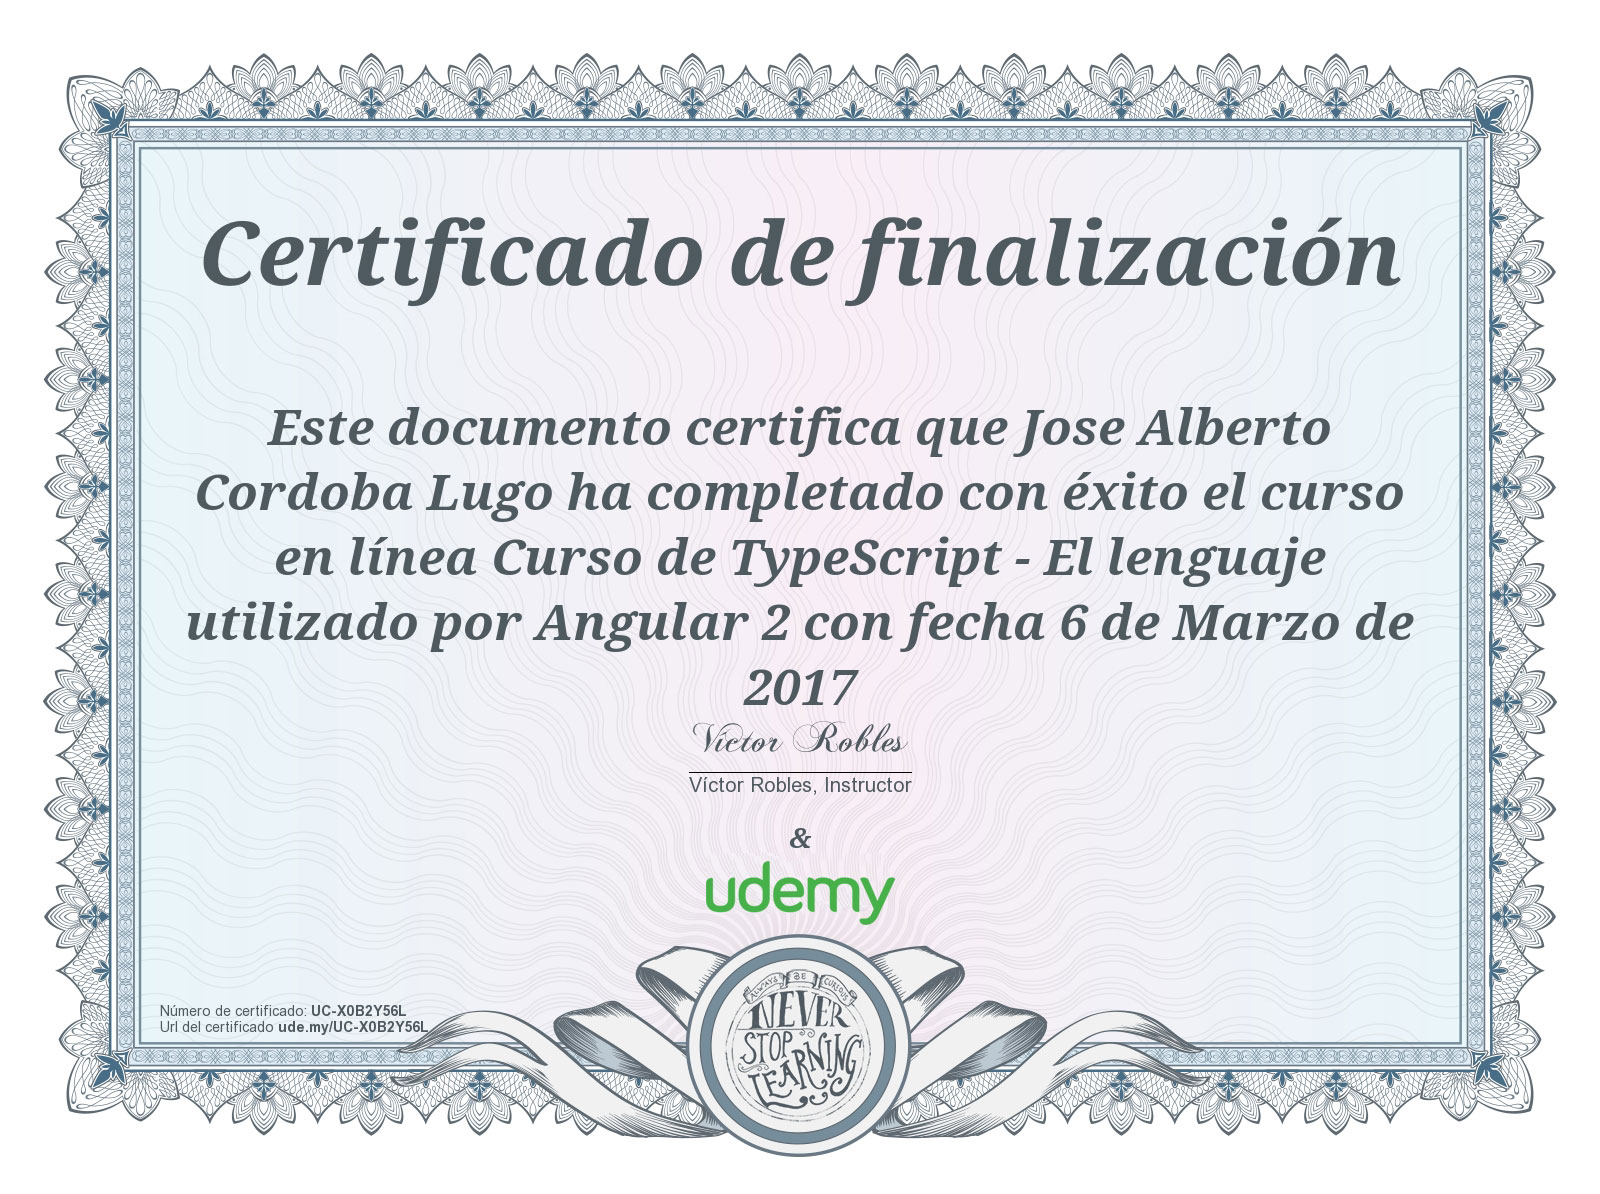 Certificado de finalización
Este documento certifica que Jose Alberto
Cordoba Lugo ha completado con éxito el curso
en línea Curso de TypeScript - El lenguaje
utilizado por Angular 2 con fecha 6 de Marzo de
2017
Víctor Robles
Víctor Robles, Instructor
&
udemy
Número de certificado: UC-X0B2Y56L
Url del certificado ude.my/UC-X0B2Y56L
ALWAYS BE CURIOUS
NEVER
STOP
LEARNING